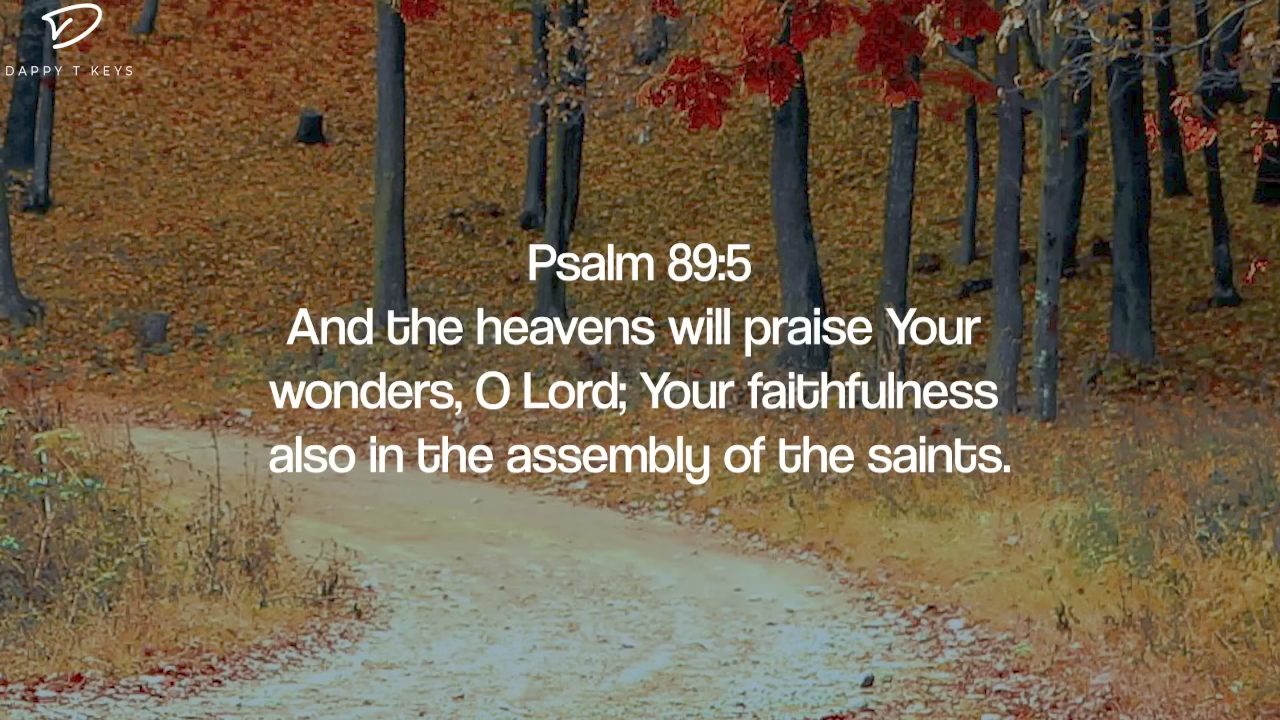 DAPPY T KEYS
Psalm 89:5
And the heavens will praise Your
wonders, O Lord; Your faithfulness
also in the assembly of the saints.